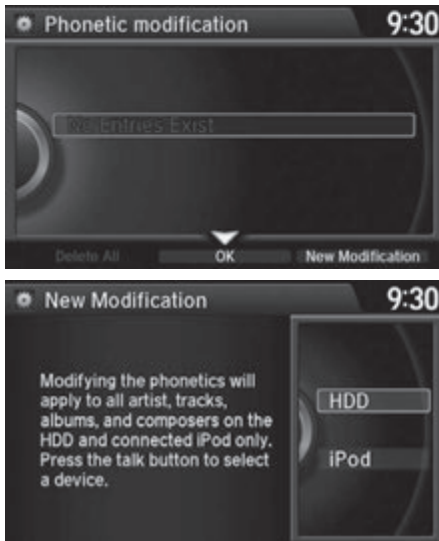 Phonetic modification
9:30
No Entries Exist
Delete All
OK
New Modification
New Modification
9:30
Modifying the phonetics will
apply to all artist, tracks,
albums, and composers on the
HDD and connected iPod only.
Press the talk button to select
a device.
HDD
iPod